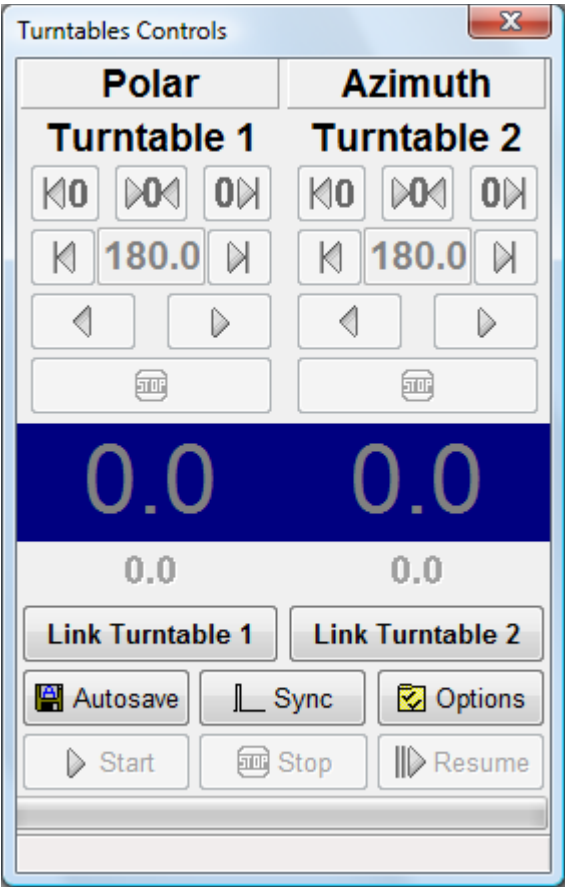 Turntables Controls
Polar Azimuth
Turntable 1 Turntable 2
0 0 0 0 0 0
180.0 180.0
STOP STOP
0.0 0.0
0.0 0.0
Link Turntable 1 Link Turntable 2
A Autosave Sync Options
Start STOP Stop Resume